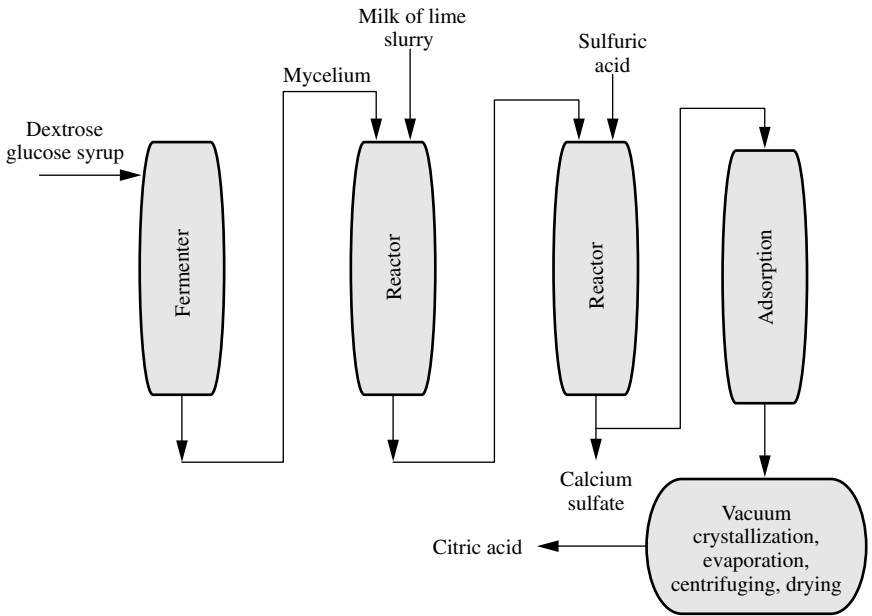 Milk of lime
slurry
Sulfuric
acid
Mycelium
Dextrose
glucose syrup
Fermenter
Reactor
Reactor
Adsorption
Calcium
sulfate
Vacuum
crystallization,
evaporation,
centrifuging, drying
Citric acid